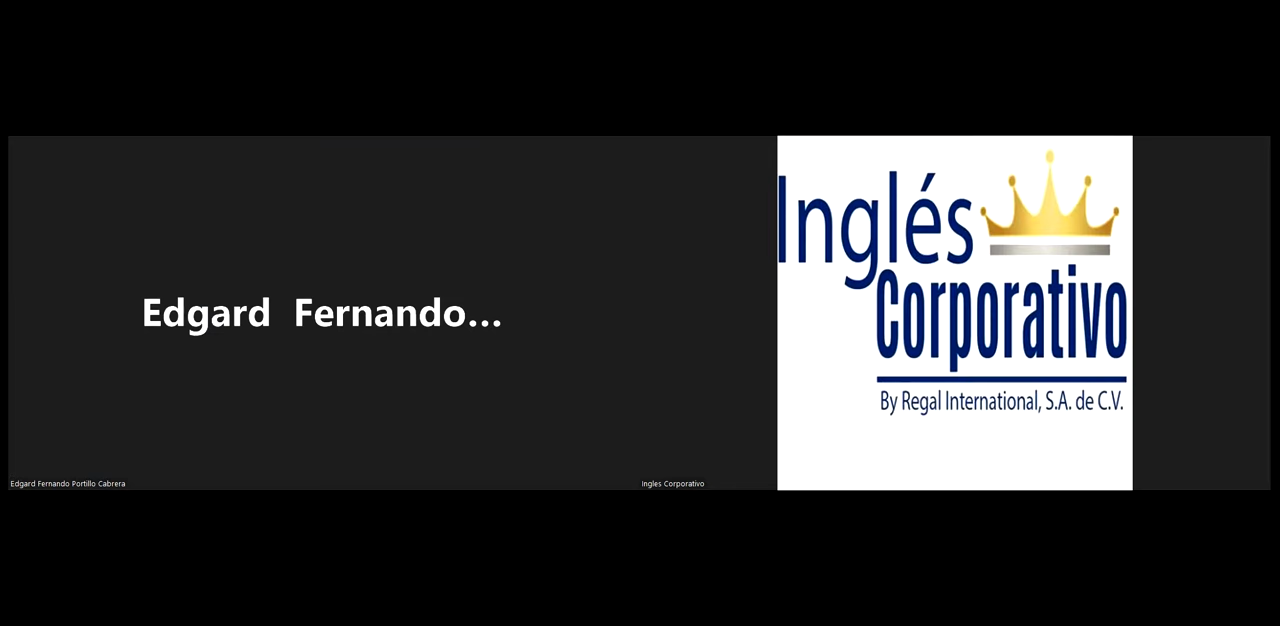 Edgard  Fernando...
Edgard Fernando Portillo Cabrera
Inglés
Corporativo
By Regal International, S.A. de C.V.
Ingles Corporativo